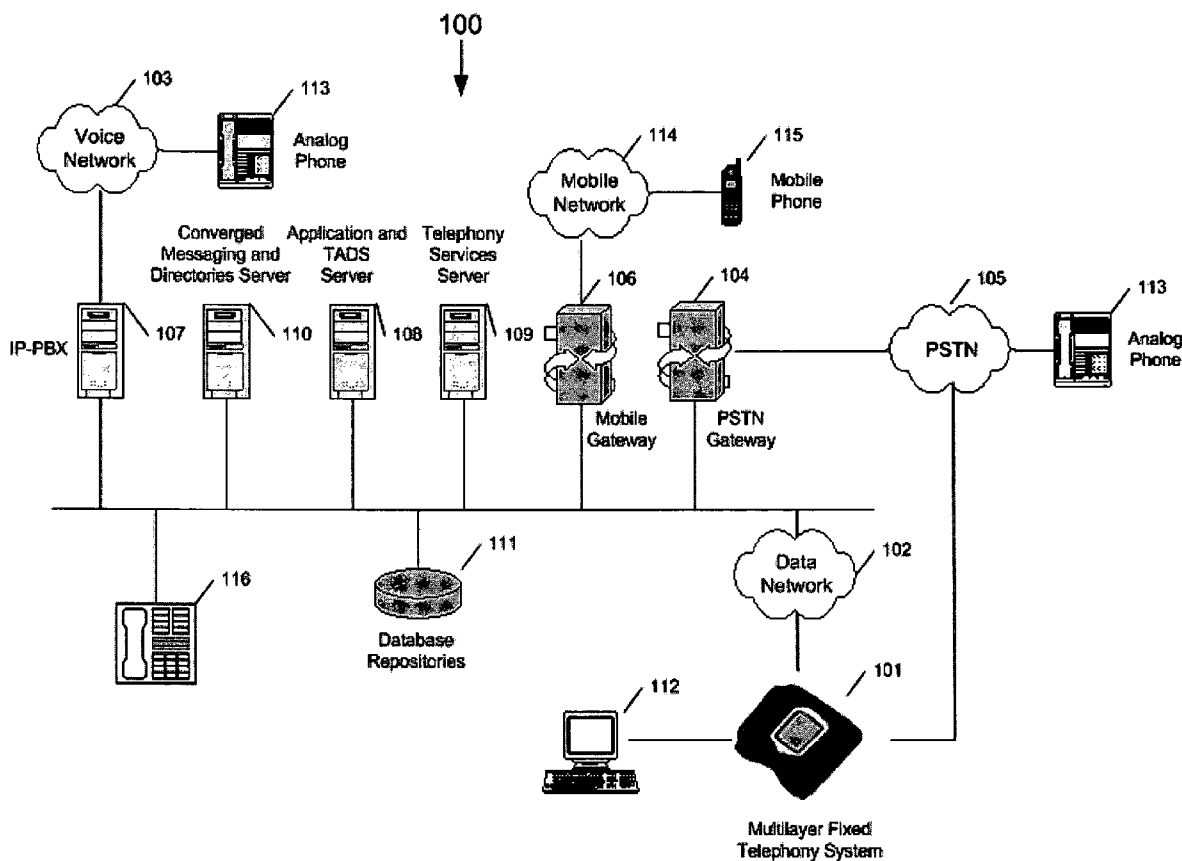 100
103
113
Voice
Network
Analog
Phone
114
115
Mobile
Network
Mobile
Phone
Converged
Messaging and
Directories Server
Application and
TADS
Server
Telephony
Services
Server
106
104
105
113
IP-PBX
107
110
108
109
PSTN
Analog
Phone
Mobile
Gateway
PSTN
Gateway
111
102
Data
Network
116
Database
Repositories
112
101
Multilayer Fixed
Telephony System